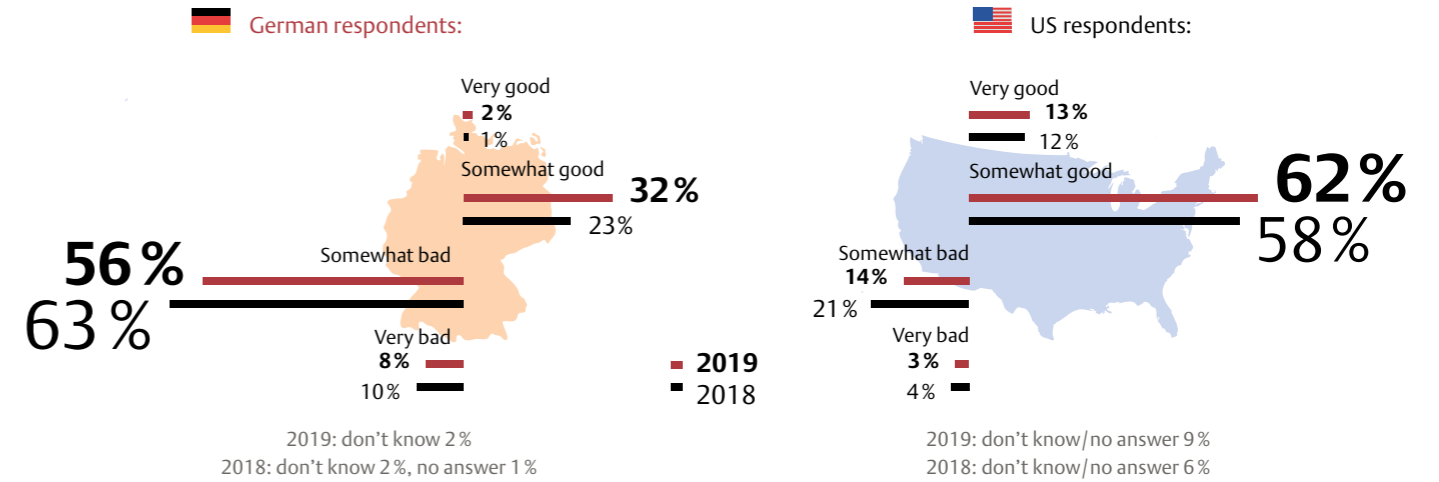 German respondents:
Very good
2 %
1 %
Somewhat good
32 %
23 %
Somewhat bad
56 %
63 %
Very bad
8 %
10 %
2019
2018
2019: don't know 2 %
2018: don't know 2 %, no answer 1 %
US respondents:
Very good
13 %
12 %
Somewhat good
62 %
58 %
Somewhat bad
14 %
21 %
Very bad
3 %
4 %
2019: don't know/no answer 9 %
2018: don't know/no answer 6 %